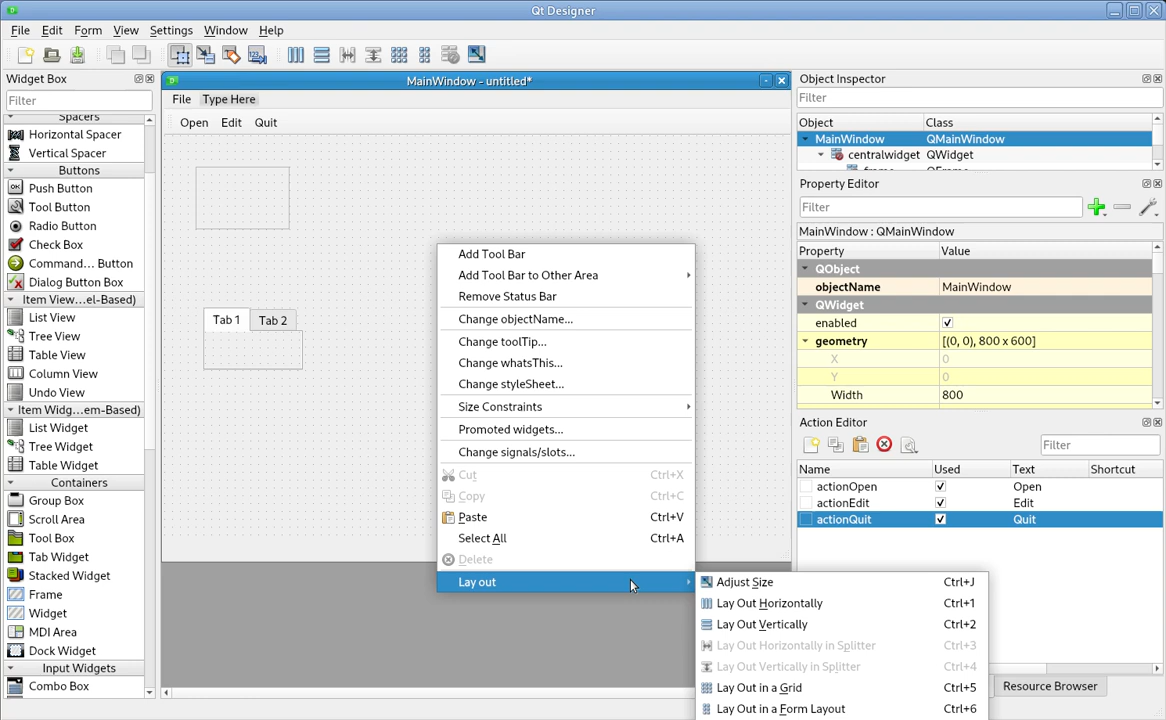 Qt Designer
File Edit Form View Settings Window Help
Widget Box
Filter
Spacers
Horizontal Spacer
Vertical Spacer
Buttons
Push Button
Tool Button
Radio Button
Check Box
Command... Button
Dialog Button Box
Item View...el-Based)
List View
Tree View
Table View
Column View
Undo View
Item Widg...em-Based)
List Widget
Tree Widget
Table Widget
Containers
Group Box
Scroll Area
Tool Box
Tab Widget
Stacked Widget
Frame
Widget
MDI Area
Dock Widget
Input Widgets
Combo Box
MainWindow - untitled*
File Type Here
Open Edit Quit
Tab 1 Tab 2
Add Tool Bar
Add Tool Bar to Other Area
Remove Status Bar
Change objectName...
Change toolTip...
Change whatsThis...
Change styleSheet...
Size Constraints
Promoted widgets...
Change signals/slots...
Cut Ctrl+X
Copy Ctrl+C
Paste Ctrl+V
Select All Ctrl+A
Delete
Lay out
Adjust Size Ctrl+J
Lay Out Horizontally Ctrl+1
Lay Out Vertically Ctrl+2
Lay Out Horizontally in Splitter Ctrl+3
Lay Out Vertically in Splitter Ctrl+4
Lay Out in a Grid Ctrl+5
Lay Out in a Form Layout Ctrl+6
Object Inspector
Filter
Object Class
MainWindow QMainWindow
centralwidget QWidget
Property Editor
Filter
MainWindow : QMainWindow
Property Value
QObject
objectName MainWindow
QWidget
enabled
geometry [(0, 0), 800 x 600]
X 0
Y 0
Width 800
Action Editor
Filter
Name Used Text Shortcut
actionOpen Open
actionEdit Edit
actionQuit Quit
Resource Browser